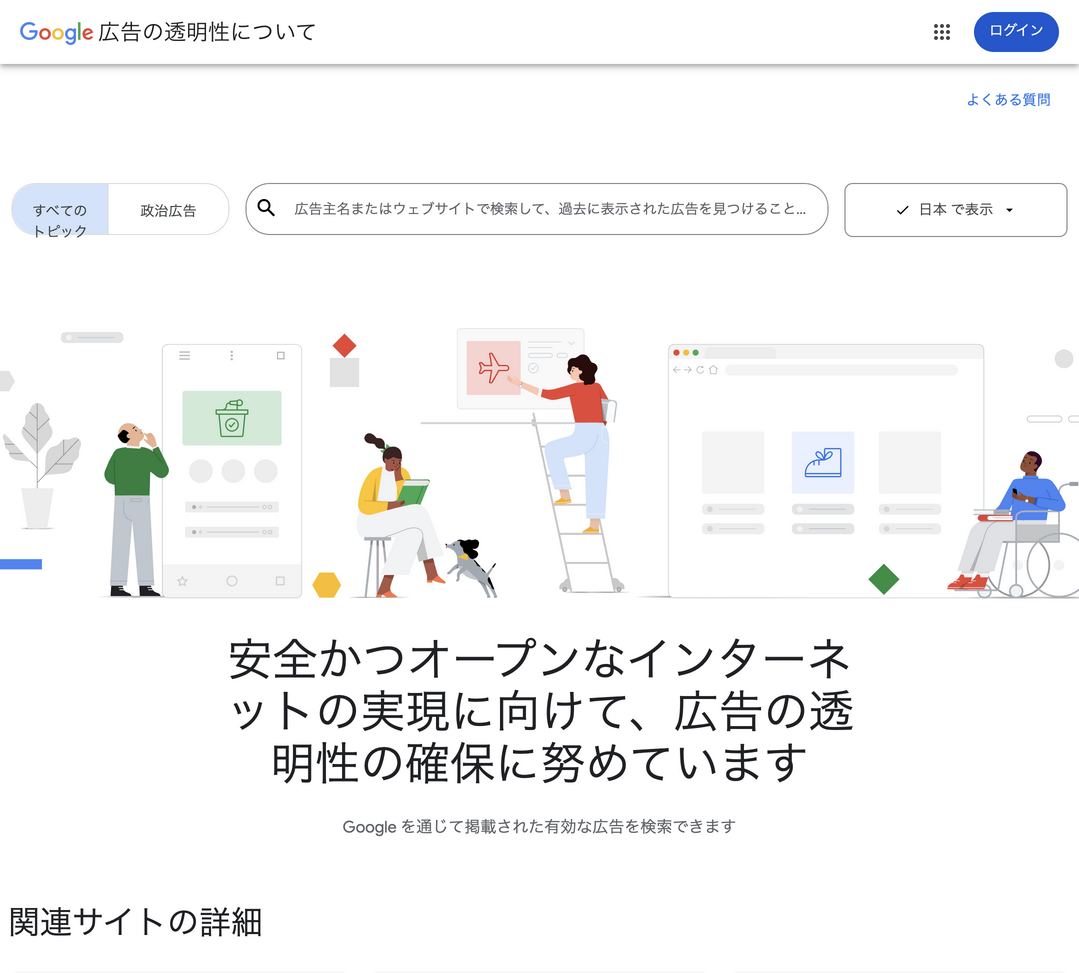 Google 広告の透明性について
ログイン
よくある質問
すべての
トピック
政治広告
広告主名またはウェブサイトで検索して、過去に表示された広告を見つけること...
日本 で表示
安全かつオープンなインターネ
ットの実現に向けて、広告の透
明性の確保に努めています
Google を通じて掲載された有効な広告を検索できます
関連サイトの詳細